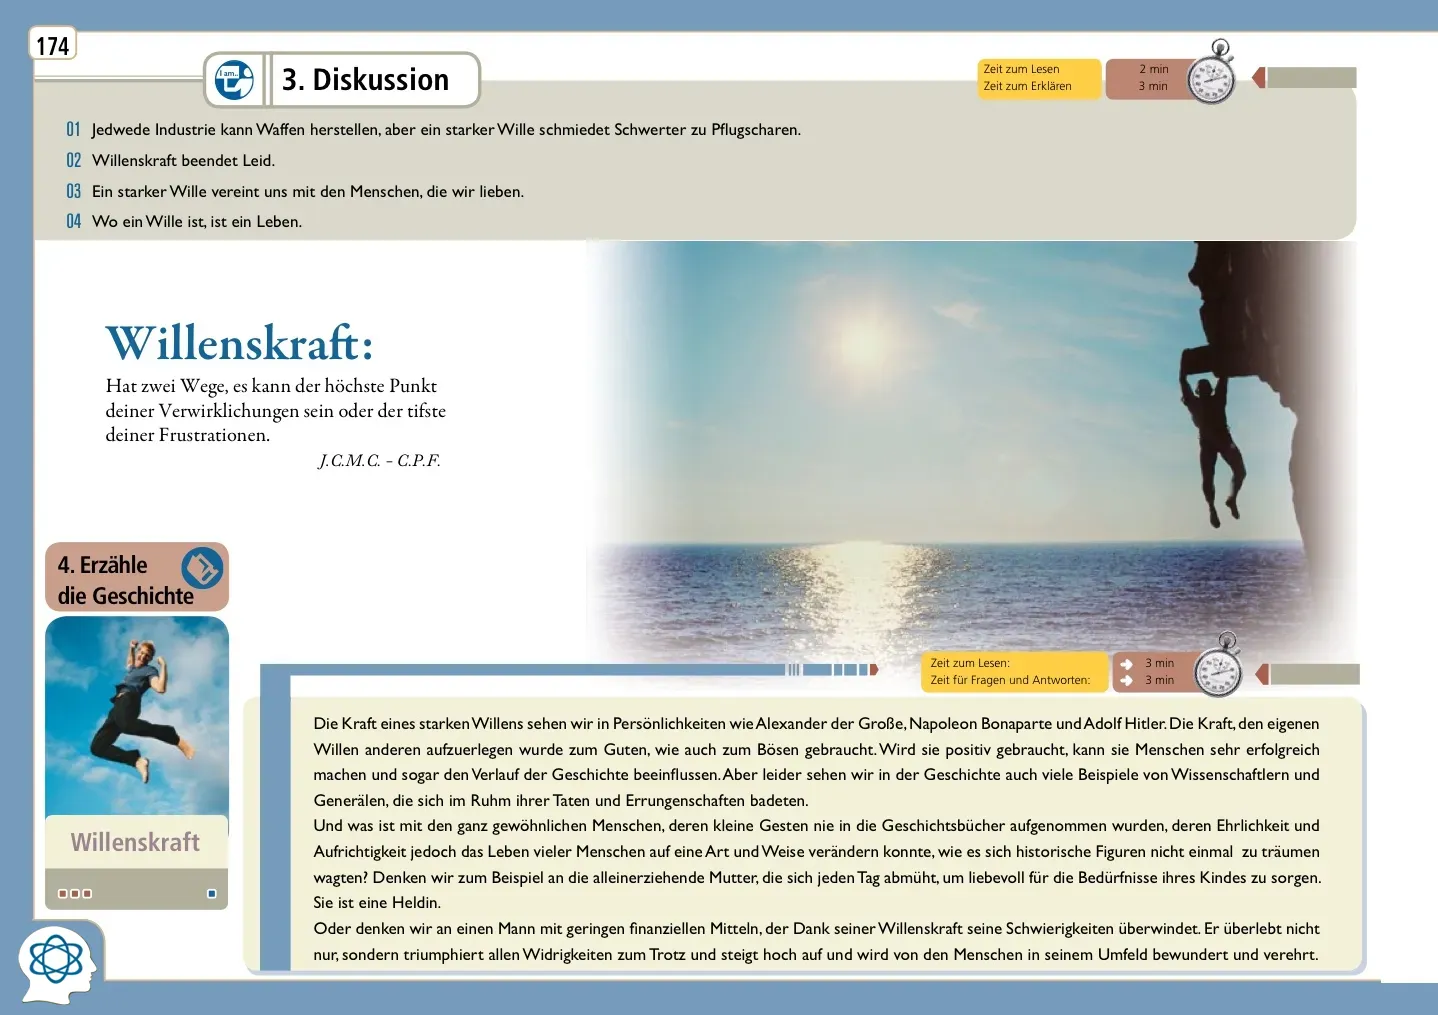 174
I am...
3. Diskussion
Zeit zum Lesen 2 min
Zeit zum Erklären 3 min
01 Jedwede Industrie kann Waffen herstellen, aber ein starker Wille schmiedet Schwerter zu Pflugscharen.
02 Willenskraft beendet Leid.
03 Ein starker Wille vereint uns mit den Menschen, die wir lieben.
04 Wo ein Wille ist, ist ein Leben.
Willenskraft:
Hat zwei Wege, es kann der höchste Punkt
deiner Verwirklichungen sein oder der tifste
deiner Frustrationen.
J.C.M.C. - C.P.F.
4. Erzähle
die Geschichte
Willenskraft
Zeit zum Lesen: 3 min
Zeit für Fragen und Antworten: 3 min
Die Kraft eines starken Willens sehen wir in Persönlichkeiten wie Alexander der Große, Napoleon Bonaparte und Adolf Hitler. Die Kraft, den eigenen
Willen anderen aufzuerlegen wurde zum Guten, wie auch zum Bösen gebraucht. Wird sie positiv gebraucht, kann sie Menschen sehr erfolgreich
machen und sogar den Verlauf der Geschichte beeinflussen. Aber leider sehen wir in der Geschichte auch viele Beispiele von Wissenschaftlern und
Generälen, die sich im Ruhm ihrer Taten und Errungenschaften badeten.
Und was ist mit den ganz gewöhnlichen Menschen, deren kleine Gesten nie in die Geschichtsbücher aufgenommen wurden, deren Ehrlichkeit und
Aufrichtigkeit jedoch das Leben vieler Menschen auf eine Art und Weise verändern konnte, wie es sich historische Figuren nicht einmal zu träumen
wagten? Denken wir zum Beispiel an die alleinerziehende Mutter, die sich jeden Tag abmüht, um liebevoll für die Bedürfnisse ihres Kindes zu sorgen.
Sie ist eine Heldin.
Oder denken wir an einen Mann mit geringen finanziellen Mitteln, der Dank seiner Willenskraft seine Schwierigkeiten überwindet. Er überlebt nicht
nur, sondern triumphiert allen Widrigkeiten zum Trotz und steigt hoch auf und wird von den Menschen in seinem Umfeld bewundert und verehrt.